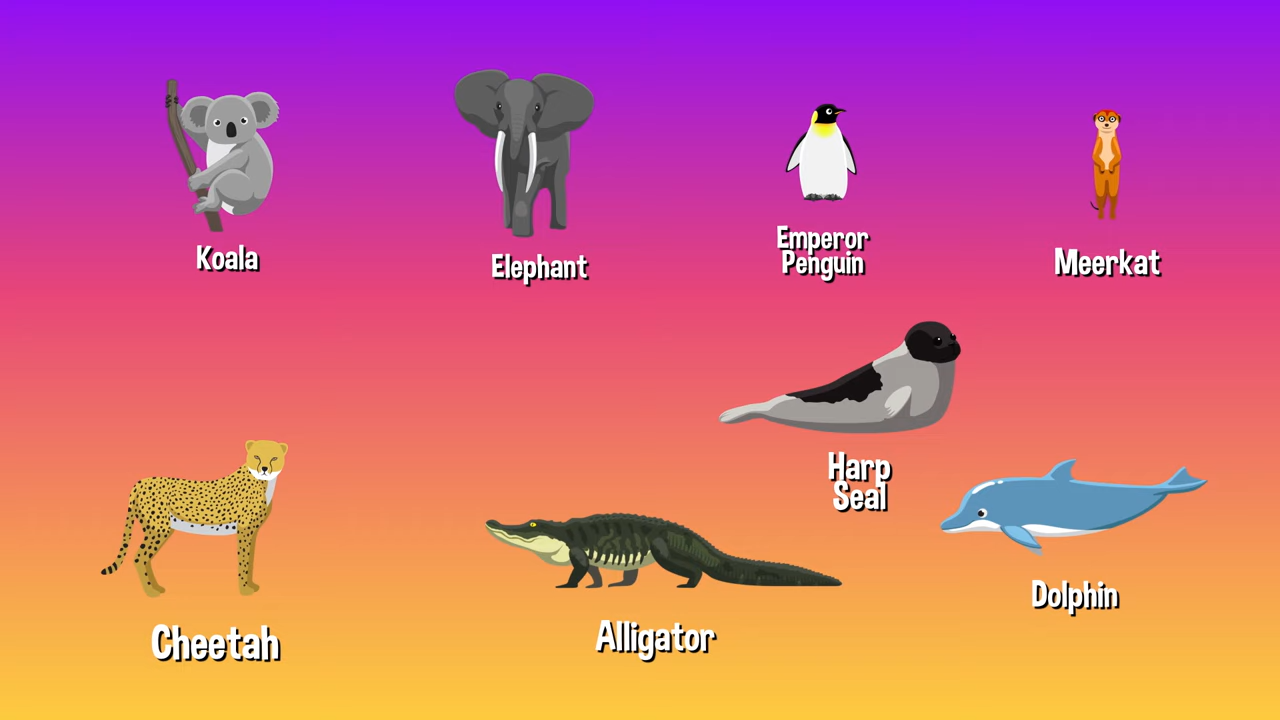 Koala
Elephant
Emperor
Penguin
Meerkat
Harp
Seal
Cheetah
Alligator
Dolphin